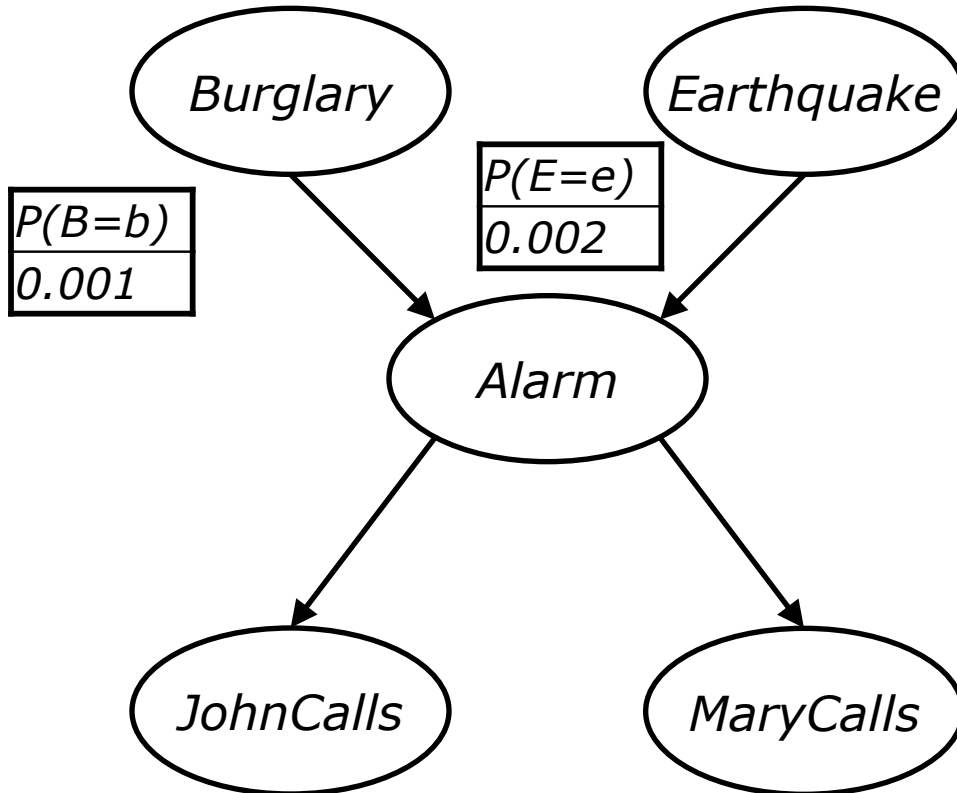 Burglary
Earthquake
P(E=e)
0.002
P(B=b)
0.001
Alarm
JohnCalls
MaryCalls